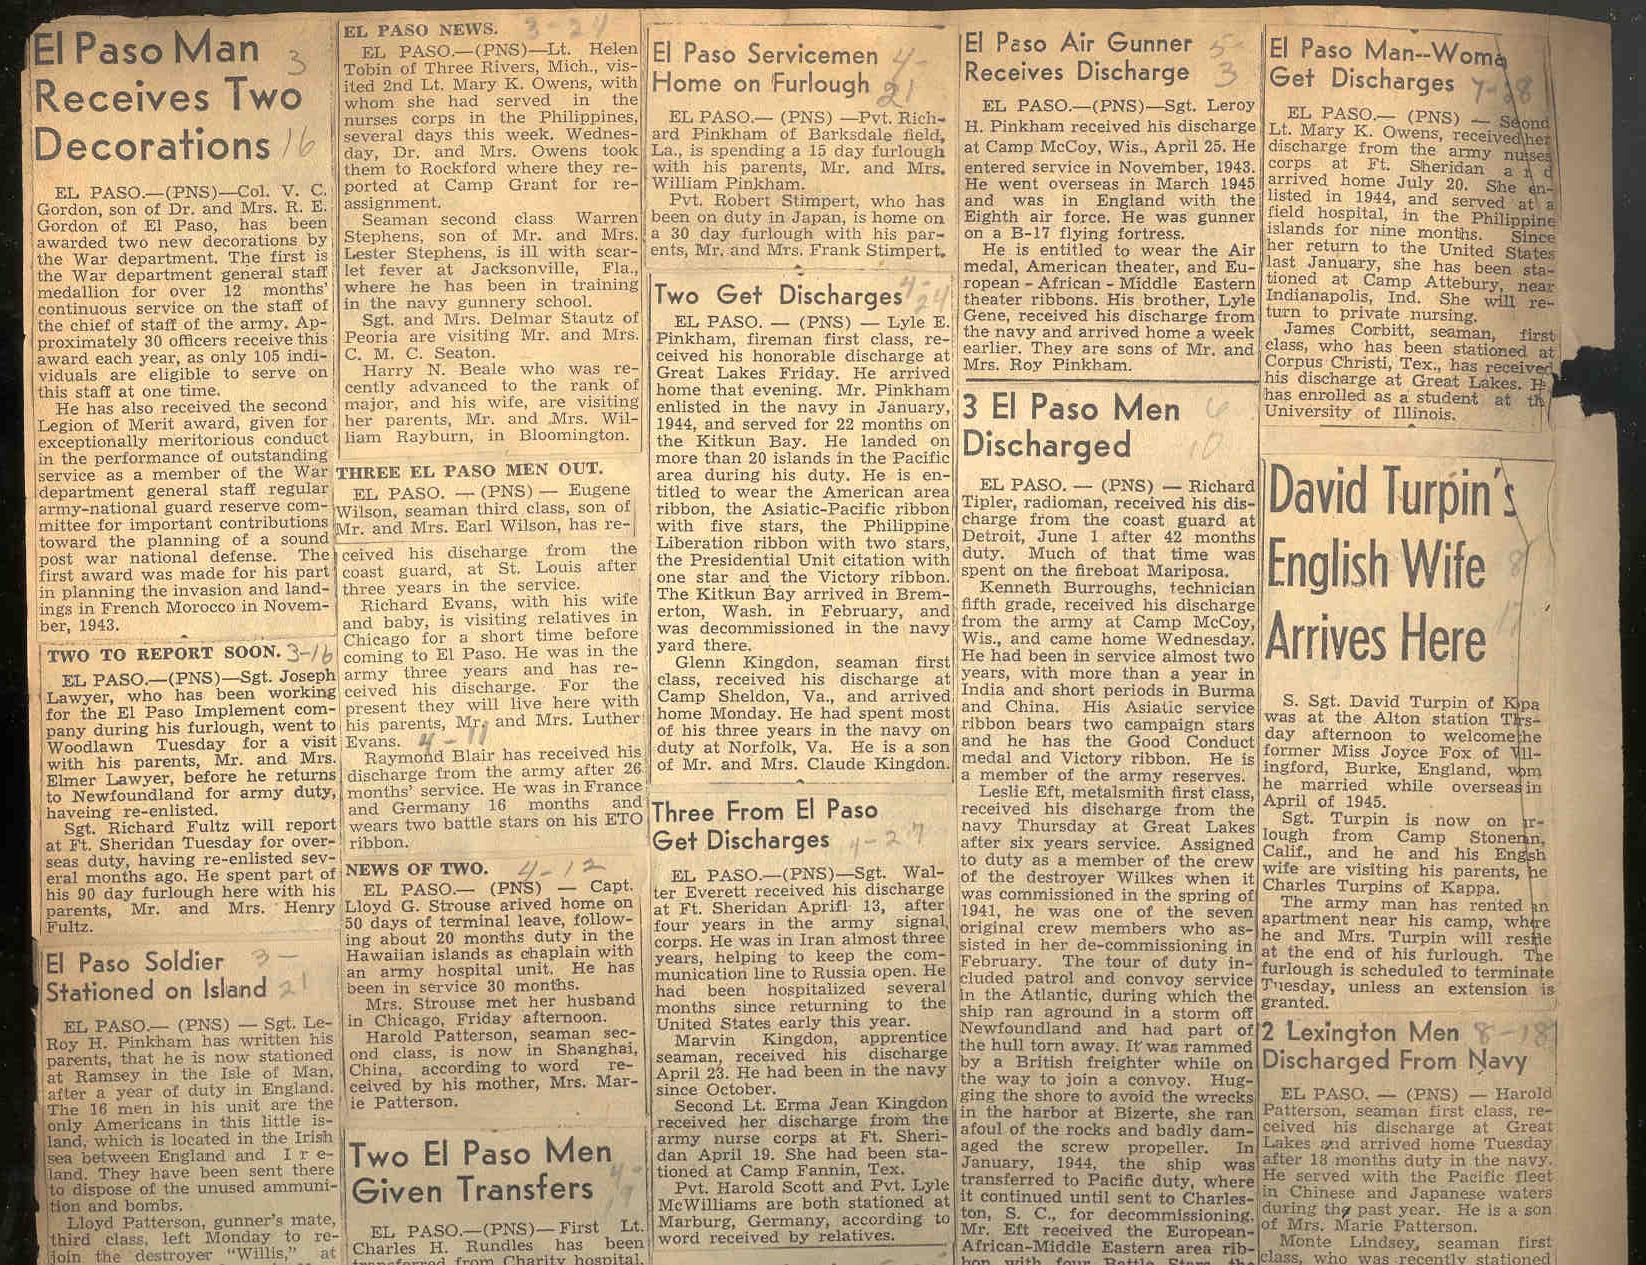 El Paso Man 3
Receives Two
Decorations 16
EL PASO.—(PNS)—Col. V. C.
Gordon, son of Dr. and Mrs. R. E.
Gordon of El Paso, has been
awarded two new decorations by
the War department. The first is
the War department general staff
medallion for over 12 months'
continuous service on the staff of
the chief of staff of the army. Ap-
proximately 30 officers receive this
award each year, as only 105 indi-
viduals are eligible to serve on
this staff at one time.
He has also received the second
Legion of Merit award, given for
exceptionally meritorious conduct
in the performance of outstanding
service as a member of the War
department general staff regular
army-national guard reserve com-
mittee for important contributions
toward the planning of a sound
post war national defense. The
first award was made for his part
in planning the invasion and land-
ings in French Morocco in Novem-
ber, 1943.
TWO TO REPORT SOON. 3-16
EL PASO.—(PNS)—Sgt. Joseph
Lawyer, who has been working
for the El Paso Implement com-
pany during his furlough, went to
Woodlawn Tuesday for a visit
with his parents, Mr. and Mrs.
Elmer Lawyer, before he returns
to Newfoundland for army duty,
haveing re-enlisted.
Sgt. Richard Fultz will report
at Ft. Sheridan Tuesday for over-
seas duty, having re-enlisted sev-
eral months ago. He spent part of
his 90 day furlough here with his
parents, Mr. and Mrs. Henry
Fultz.
El Paso Soldier 3-
Stationed on Island 21
EL PASO.— (PNS) — Sgt. Le-
Roy H. Pinkham has written his
parents, that he is now stationed
at Ramsey in the Isle of Man,
after a year of duty in England.
The 16 men in his unit are the
only Americans in this little is-
land, which is located in the Irish
sea between England and Ire-
land. They have been sent there
to dispose of the unused ammuni-
tion and bombs.
Lloyd Patterson, gunner's mate,
third class, left Monday to re-
join the destroyer "Willis," at
EL PASO NEWS. 3-24
EL PASO.—(PNS)—Lt. Helen
Tobin of Three Rivers, Mich., vis-
ited 2nd Lt. Mary K. Owens, with
whom she had served in the
nurses corps in the Philippines,
several days this week. Wednes-
day, Dr. and Mrs. Owens took
them to Rockford where they re-
ported at Camp Grant for re-
assignment.
Seaman second class Warren
Stephens, son of Mr. and Mrs.
Lester Stephens, is ill with scar-
let fever at Jacksonville, Fla.,
where he has been in training
in the navy gunnery school.
Sgt. and Mrs. Delmar Stautz of
Peoria are visiting Mr. and Mrs.
C. M. C. Seaton.
Harry N. Beale who was re-
cently advanced to the rank of
major, and his wife, are visiting
her parents, Mr. and Mrs. Wil-
liam Rayburn, in Bloomington.
THREE EL PASO MEN OUT.
EL PASO. — (PNS) — Eugene
Wilson, seaman third class, son of
Mr. and Mrs. Earl Wilson, has re-
ceived his discharge from the
coast guard, at St. Louis after
three years in the service.
Richard Evans, with his wife
and baby, is visiting relatives in
Chicago for a short time before
coming to El Paso. He was in the
army three years and has re-
ceived his discharge. For the
present they will live here with
his parents, Mr. and Mrs. Luther
Evans. 4-11
Raymond Blair has received his
discharge from the army after 26
months' service. He was in France
and Germany 16 months and
wears two battle stars on his ETO
ribbon.
NEWS OF TWO. 4-12
EL PASO.— (PNS) — Capt.
Lloyd G. Strouse arived home on
50 days of terminal leave, follow-
ing about 20 months duty in the
Hawaiian islands as chaplain with
an army hospital unit. He has
been in service 30 months.
Mrs. Strouse met her husband
in Chicago, Friday afternoon.
Harold Patterson, seaman sec-
ond class, is now in Shanghai,
China, according to word re-
ceived by his mother, Mrs. Mar-
ie Patterson.
Two El Paso Men
Given Transfers
EL PASO.—(PNS)— First Lt.
Charles H. Rundles has been
transferred from Charity hospital,
El Paso Servicemen 4-
Home on Furlough 21
EL PASO.— (PNS) —Pvt. Rich-
ard Pinkham of Barksdale field,
La., is spending a 15 day furlough
with his parents, Mr. and Mrs.
William Pinkham.
Pvt. Robert Stimpert, who has
been on duty in Japan, is home on
a 30 day furlough with his par-
ents, Mr. and Mrs. Frank Stimpert.
Two Get Discharges 4-24
EL PASO. — (PNS) — Lyle E.
Pinkham, fireman first class, re-
ceived his honorable discharge at
Great Lakes Friday. He arrived
home that evening. Mr. Pinkham
enlisted in the navy in January,
1944, and served for 22 months on
the Kitkun Bay. He landed on
more than 20 islands in the Pacific
area during his duty. He is en-
titled to wear the American area
ribbon, the Asiatic-Pacific ribbon
with five stars, the Philippine
Liberation ribbon with two stars,
the Presidential Unit citation with
one star and the Victory ribbon.
The Kitkun Bay arrived in Brem-
erton, Wash. in February, and
was decommissioned in the navy
yard there.
Glenn Kingdon, seaman first
class, received his discharge at
Camp Sheldon, Va., and arrived
home Monday. He had spent most
of his three years in the navy on
duty at Norfolk, Va. He is a son
of Mr. and Mrs. Claude Kingdon.
Three From El Paso
Get Discharges 4-27
EL PASO.—(PNS)—Sgt. Wal-
ter Everett received his discharge
at Ft. Sheridan Aprifl 13, after
four years in the army signal
corps. He was in Iran almost three
years, helping to keep the com-
munication line to Russia open. He
had been hospitalized several
months since returning to the
United States early this year.
Marvin Kingdon, apprentice
seaman, received his discharge
April 23. He had been in the navy
since October.
Second Lt. Erma Jean Kingdon
received her discharge from the
army nurse corps at Ft. Sheri-
dan April 19. She had been sta-
tioned at Camp Fannin, Tex.
Pvt. Harold Scott and Pvt. Lyle
McWilliams are both stationed at
Marburg, Germany, according to
word received by relatives.
El Paso Air Gunner 5-
Receives Discharge 3
EL PASO.—(PNS)—Sgt. Leroy
H. Pinkham received his discharge
at Camp McCoy, Wis., April 25. He
entered service in November, 1943.
He went overseas in March 1945
and was in England with the
Eighth air force. He was gunner
on a B-17 flying fortress.
He is entitled to wear the Air
medal, American theater, and Eu-
ropean - African - Middle Eastern
theater ribbons. His brother, Lyle
Gene, received his discharge from
the navy and arrived home a week
earlier. They are sons of Mr. and
Mrs. Roy Pinkham.
3 El Paso Men 6
Discharged 10
EL PASO. — (PNS) — Richard
Tipler, radioman, received his dis-
charge from the coast guard at
Detroit, June 1 after 42 months
duty. Much of that time was
spent on the fireboat Mariposa.
Kenneth Burroughs, technician
fifth grade, received his discharge
from the army at Camp McCoy,
Wis., and came home Wednesday.
He had been in service almost two
years, with more than a year in
India and short periods in Burma
and China. His Asiatic service
ribbon bears two campaign stars
and he has the Good Conduct
medal and Victory ribbon. He is
a member of the army reserves.
Leslie Eft, metalsmith first class,
received his discharge from the
navy Thursday at Great Lakes
after six years service. Assigned
to duty as a member of the crew
of the destroyer Wilkes when it
was commissioned in the spring of
1941, he was one of the seven
original crew members who as-
sisted in her de-commissioning in
February. The tour of duty in-
cluded patrol and convoy service
in the Atlantic, during which the
ship ran aground in a storm off
Newfoundland and had part of
the hull torn away. It was rammed
by a British freighter while on
the way to join a convoy. Hug-
ging the shore to avoid the wrecks
in the harbor at Bizerte, she ran
afoul of the rocks and badly dam-
aged the screw propeller. In
January, 1944, the ship was
transferred to Pacific duty, where
it continued until sent to Charles-
ton, S. C., for decommissioning.
Mr. Eft received the European-
African-Middle Eastern area rib-
bon with four Battle Stars, the
El Paso Man--Woma
Get Discharges 7-28
EL PASO.— (PNS) — Second
Lt. Mary K. Owens, received her
discharge from the army nurses
corps at Ft. Sheridan and
arrived home July 20. She en-
listed in 1944, and served at a
field hospital, in the Philippine
islands for nine months. Since
her return to the United States
last January, she has been sta-
tioned at Camp Attebury, near
Indianapolis, Ind. She will re-
turn to private nursing.
James Corbitt, seaman, first
class, who has been stationed at
Corpus Christi, Tex., has received
his discharge at Great Lakes. H
has enrolled as a student at th
University of Illinois.
David Turpin's
English Wife 8
Arrives Here 17
S. Sgt. David Turpin of Kappa
was at the Alton station Thurs-
day afternoon to welcome the
former Miss Joyce Fox of
ingford, Burke, England, whom
he married while overseas in
April of 1945.
Sgt. Turpin is now on fur-
lough from Camp Stoneman,
Calif., and he and his English
wife are visiting his parents, the
Charles Turpins of Kappa.
The army man has rented an
apartment near his camp, where
he and Mrs. Turpin will reside
at the end of his furlough. The
furlough is scheduled to terminate
Tuesday, unless an extension is
granted.
2 Lexington Men 8-18
Discharged From Navy
EL PASO. — (PNS) — Harold
Patterson, seaman first class, re-
ceived his discharge at Great
Lakes and arrived home Tuesday
after 18 months duty in the navy.
He served with the Pacific fleet
in Chinese and Japanese waters
during the past year. He is a son
of Mrs. Marie Patterson.
Monte Lindsey, seaman first
class, who was recently stationed